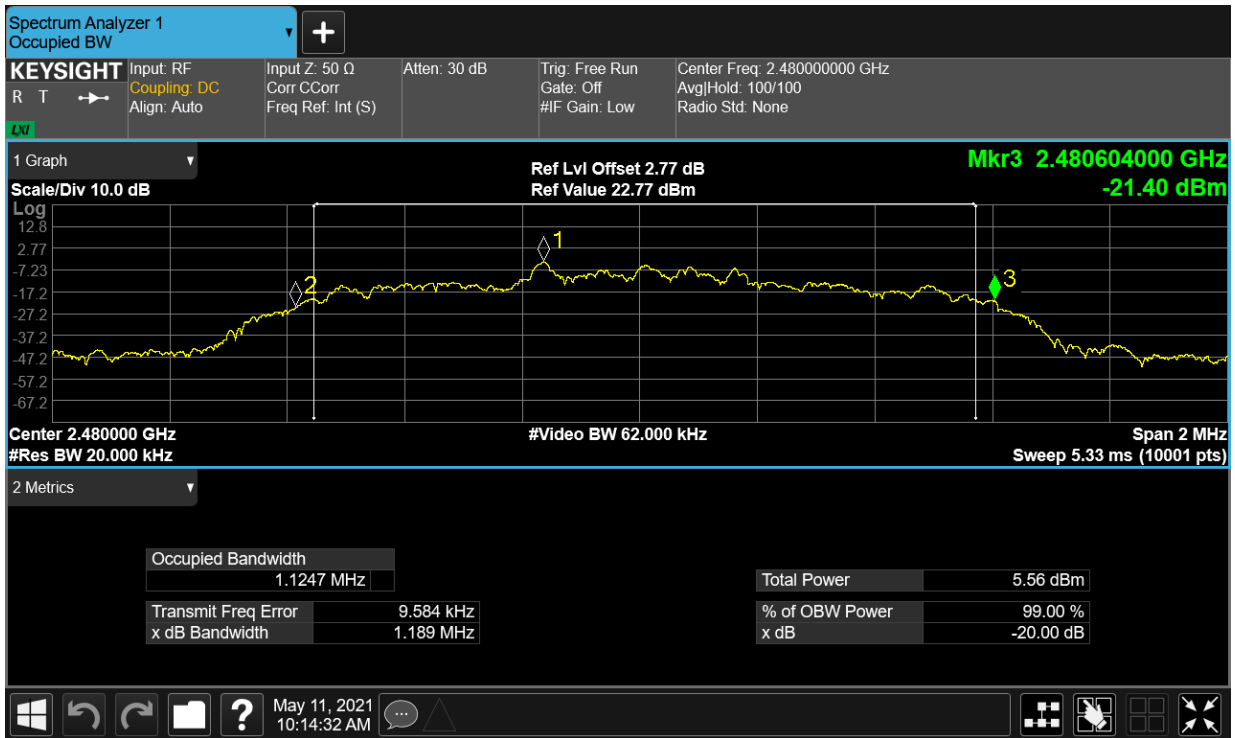 Spectrum Analyzer 1
Occupied BW
▼
+
KEYSIGHT
R T
LXI
Input: RF
Coupling: DC
Align: Auto
Input Z: 50 Ω
Corr CCorr
Freq Ref: Int (S)
Atten: 30 dB
Trig: Free Run
Gate: Off
#IF Gain: Low
Center Freq: 2.480000000 GHz
Avg|Hold: 100/100
Radio Std: None
1 Graph ▼
Scale/Div 10.0 dB
Ref Lvl Offset 2.77 dB
Ref Value 22.77 dBm
Mkr3 2.480604000 GHz
-21.40 dBm
Log
12.8
2.77
-7.23
-17.2
-27.2
-37.2
-47.2
-57.2
-67.2
1
2
3
Center 2.480000 GHz
#Res BW 20.000 kHz
#Video BW 62.000 kHz
Span 2 MHz
Sweep 5.33 ms (10001 pts)
2 Metrics ▼
Occupied Bandwidth
1.1247 MHz
Transmit Freq Error 9.584 kHz
x dB Bandwidth 1.189 MHz
Total Power 5.56 dBm
% of OBW Power 99.00 %
x dB -20.00 dB
?
May 11, 2021
10:14:32 AM